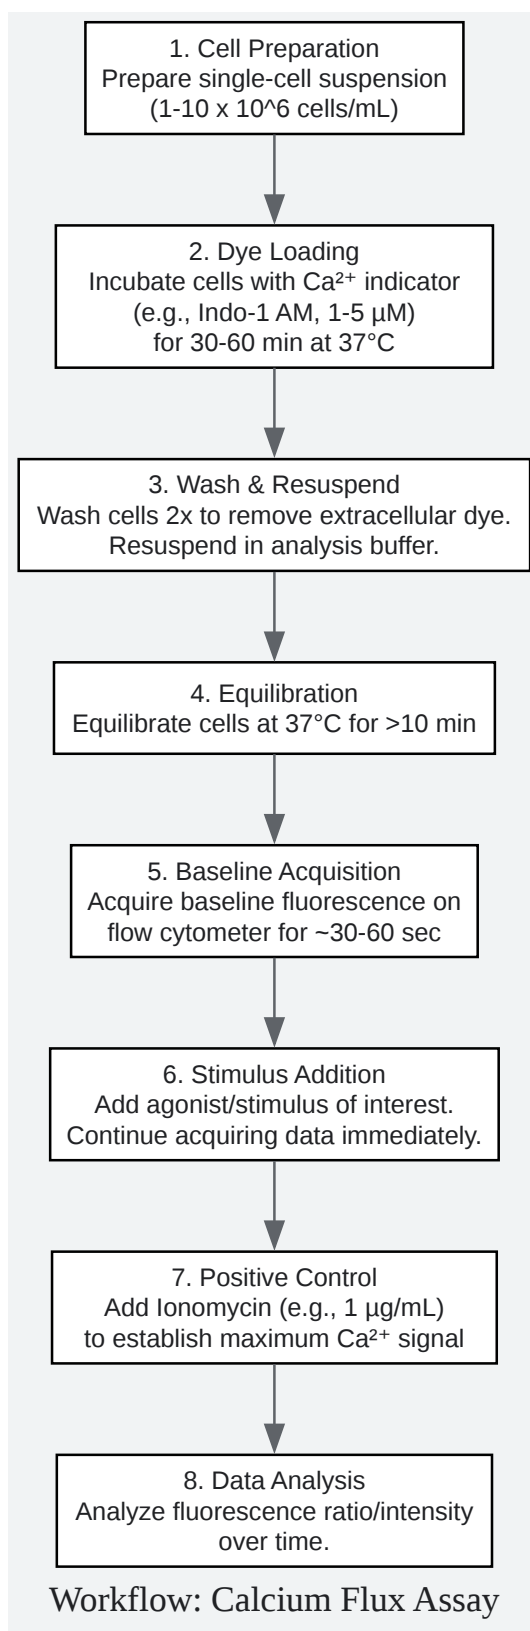 1. Cell Preparation
Prepare single-cell suspension
(1-10 x 10^6 cells/mL)
2. Dye Loading
Incubate cells with Ca²⁺ indicator
(e.g., Indo-1 AM, 1-5 µM)
for 30-60 min at 37°C
3. Wash & Resuspend
Wash cells 2x to remove extracellular dye.
Resuspend in analysis buffer.
4. Equilibration
Equilibrate cells at 37°C for >10 min
5. Baseline Acquisition
Acquire baseline fluorescence on
flow cytometer for ~30-60 sec
6. Stimulus Addition
Add agonist/stimulus of interest.
Continue acquiring data immediately.
7. Positive Control
Add Ionomycin (e.g., 1 µg/mL)
to establish maximum Ca²⁺ signal
8. Data Analysis
Analyze fluorescence ratio/intensity
over time.
Workflow: Calcium Flux Assay